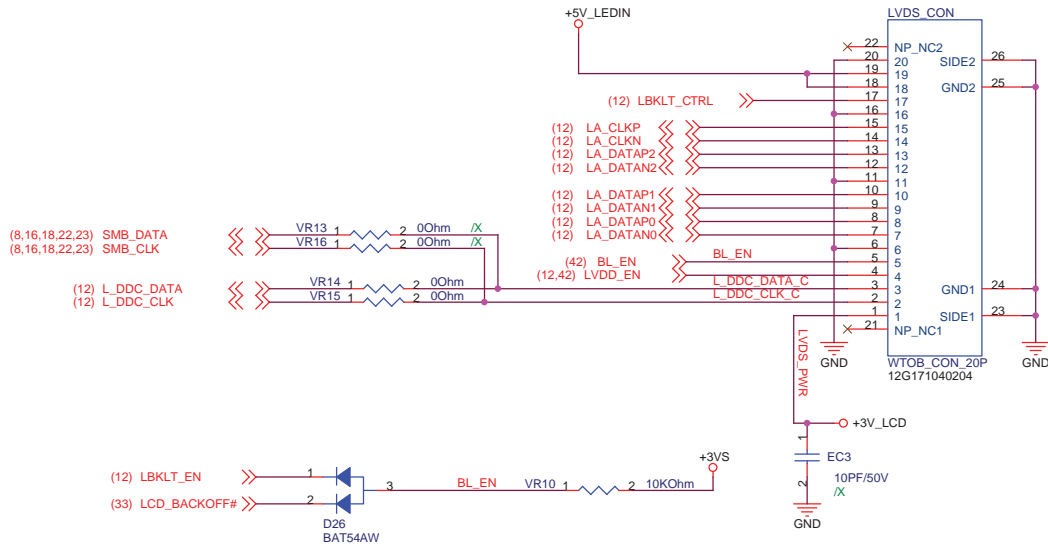 +5V_LEDIN LVDS_CON
22 NP_NC2
20 20 SIDE2 26
19 19
18 18 GND2 25
(12) LBKLT_CTRL 17 17
16 16
(12) LA_CLKP 15 15
(12) LA_CLKN 14 14
(12) LA_DATAP2 13 13
(12) LA_DATAN2 12 12
11 11
(12) LA_DATAP1 10 10
(12) LA_DATAN1 9 9
(12) LA_DATAP0 8 8
(12) LA_DATAN0 7 7
(8,16,18,22,23) SMB_DATA VR13 1 2 0Ohm /X
(8,16,18,22,23) SMB_CLK VR16 1 2 0Ohm /X
6 6
(42) BL_EN BL_EN 5 5
(12,42) LVDD_EN 4 4
(12) L_DDC_DATA VR14 1 2 0Ohm L_DDC_DATA_C 3 3 GND1 24
(12) L_DDC_CLK VR15 1 2 0Ohm L_DDC_CLK_C 2 2
1 1 SIDE1 23
21 NP_NC1
GND GND
WTOB_CON_20P
12G171040204
LVDS_PWR
+3V_LCD
1
EC3
10PF/50V
2
/X
GND
+3VS
(12) LBKLT_EN 1
3 BL_EN VR10 1 2 10KOhm
(33) LCD_BACKOFF# 2
D26
BAT54AW